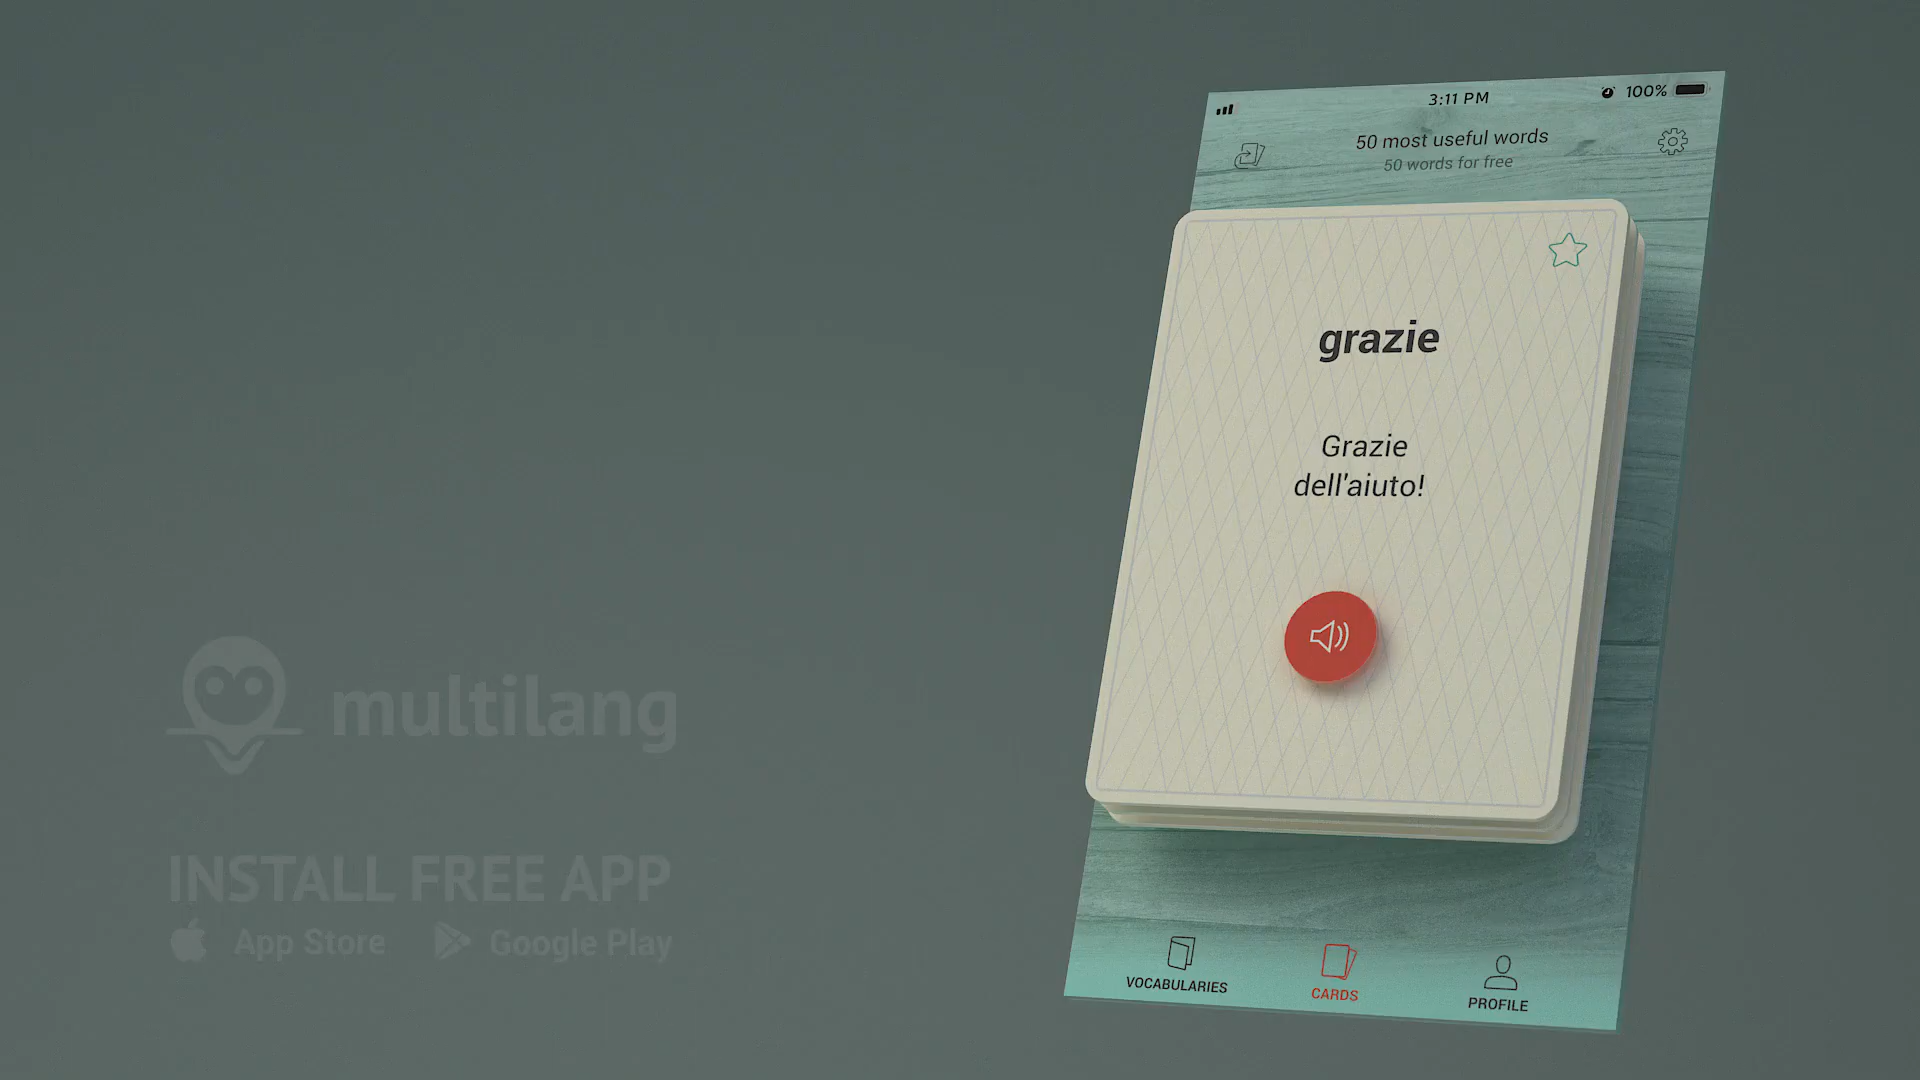 multilang
INSTALL FREE APP
App Store
Google Play
3:11 PM
100%
50 most useful words
50 words for free
grazie
Grazie
dell'aiuto!
VOCABULARIES
CARDS
PROFILE